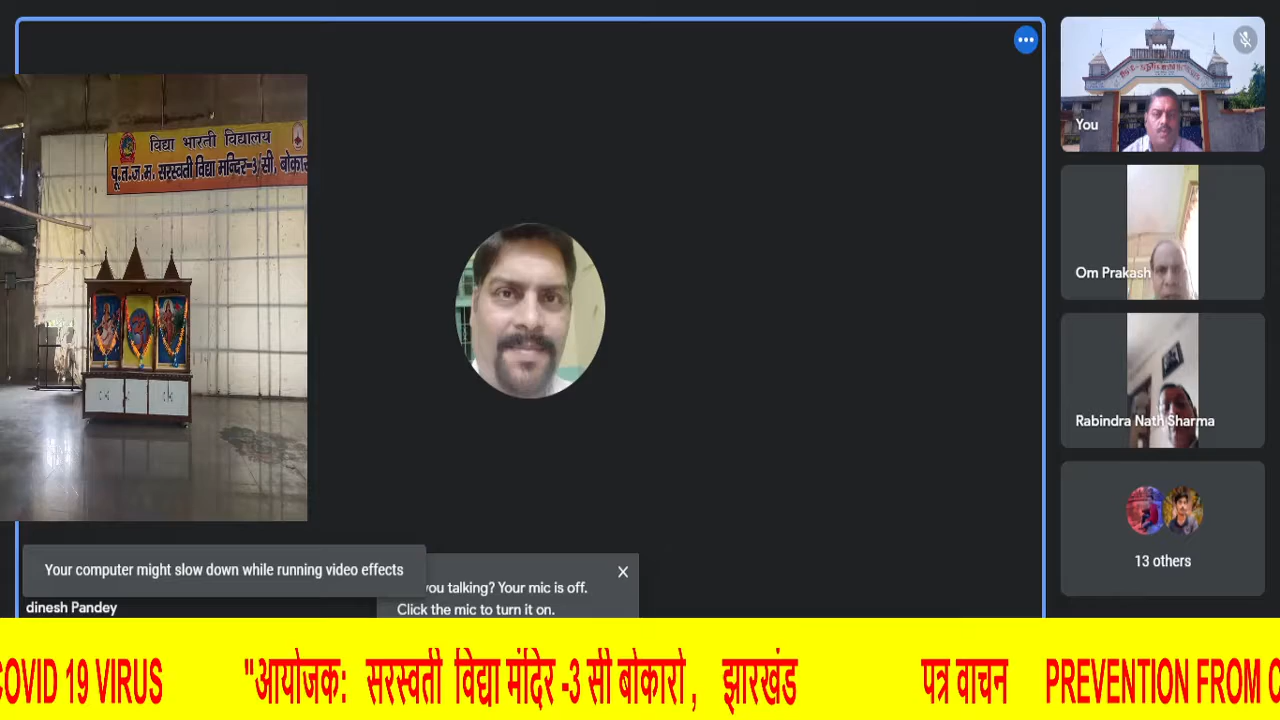 विद्या भारती विद्यालय
पू.त.ज.म. सरस्वती विद्या मन्दिर-3/सी. बोकार
You
Om Prakash
Rabindra Nath Sharma
13 others
Your computer might slow down while running video effects
you talking? Your mic is off.
Click the mic to turn it on.
dinesh Pandey
COVID 19 VIRUS "आयोजक: सरस्वती विद्या मंदिर -3 सी बोकारो , झारखंड पत्र वाचन PREVENTION FROM C